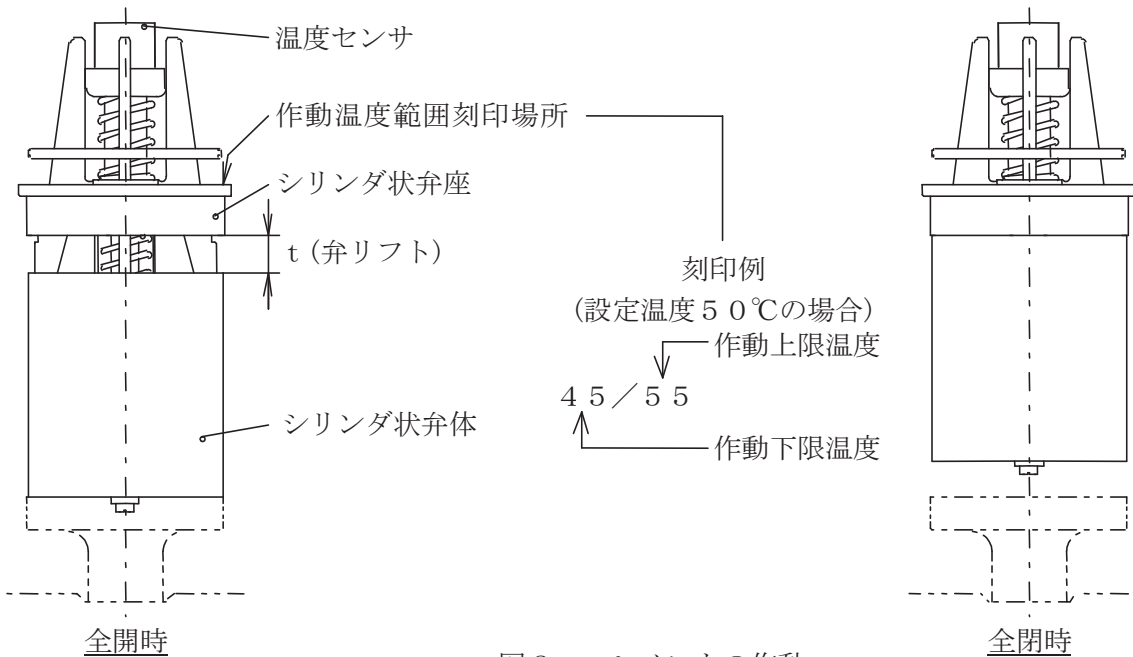 温度センサ
作動温度範囲刻印場所
シリンダ状弁座
t(弁リフト)
刻印例
(設定温度50℃の場合)
作動上限温度
45/55
シリンダ状弁体
作動下限温度
全開時
全閉時